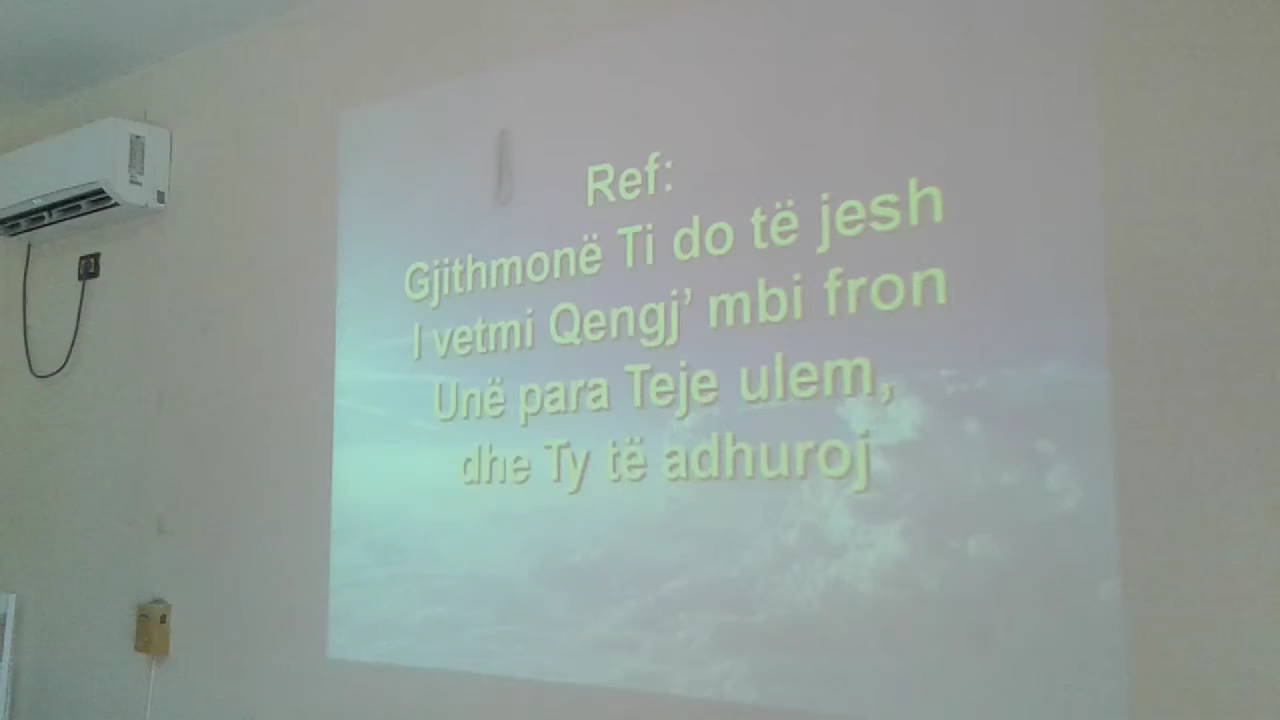 Ref:
Gjithmonë Ti do të jesh
I vetmi Qengj’ mbi fron
Unë para Teje ulem,
dhe Ty të adhuroj